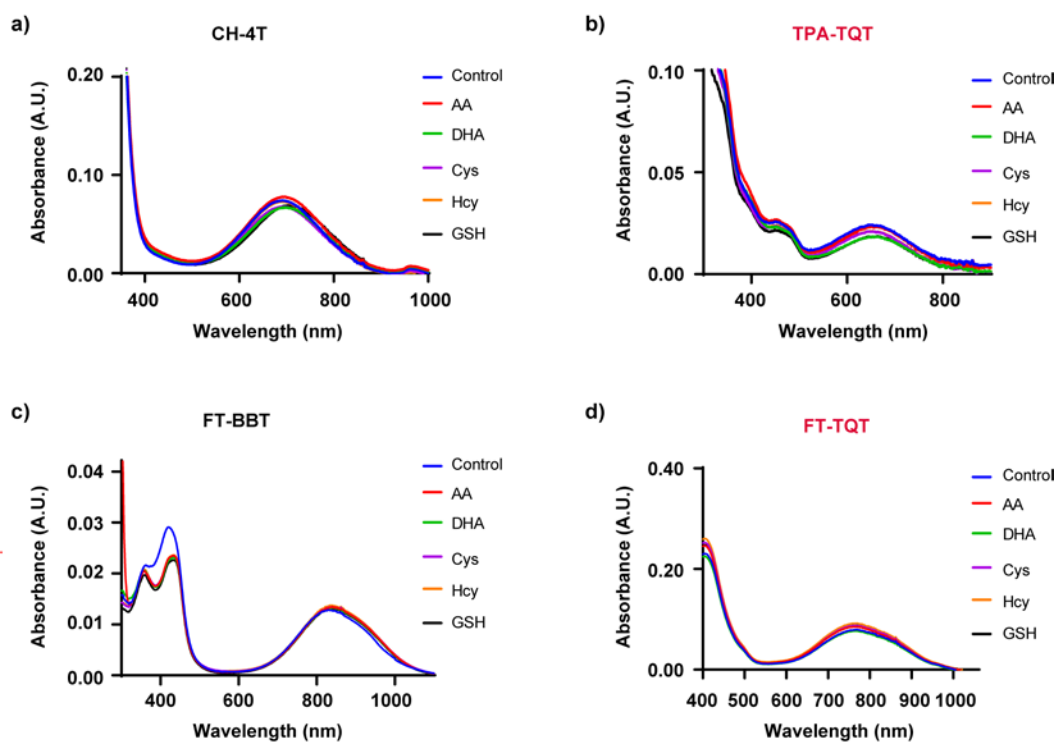 a)
CH-4T
Absorbance (A.U.)
0.20
0.10
0.00
400
600
800
1000
Wavelength (nm)
Control
AA
DHA
Cys
Hcy
GSH
b)
TPA-TQT
Absorbance (A.U.)
0.10
0.05
0.00
400
600
800
Wavelength (nm)
Control
AA
DHA
Cys
Hcy
GSH
c)
FT-BBT
Absorbance (A.U.)
0.04
0.03
0.02
0.01
0.00
400
600
800
1000
Wavelength (nm)
Control
AA
DHA
Cys
Hcy
GSH
d)
FT-TQT
Absorbance (A.U.)
0.40
0.20
0.00
400
500
600
700
800
900
1000
Wavelength (nm)
Control
AA
DHA
Cys
Hcy
GSH